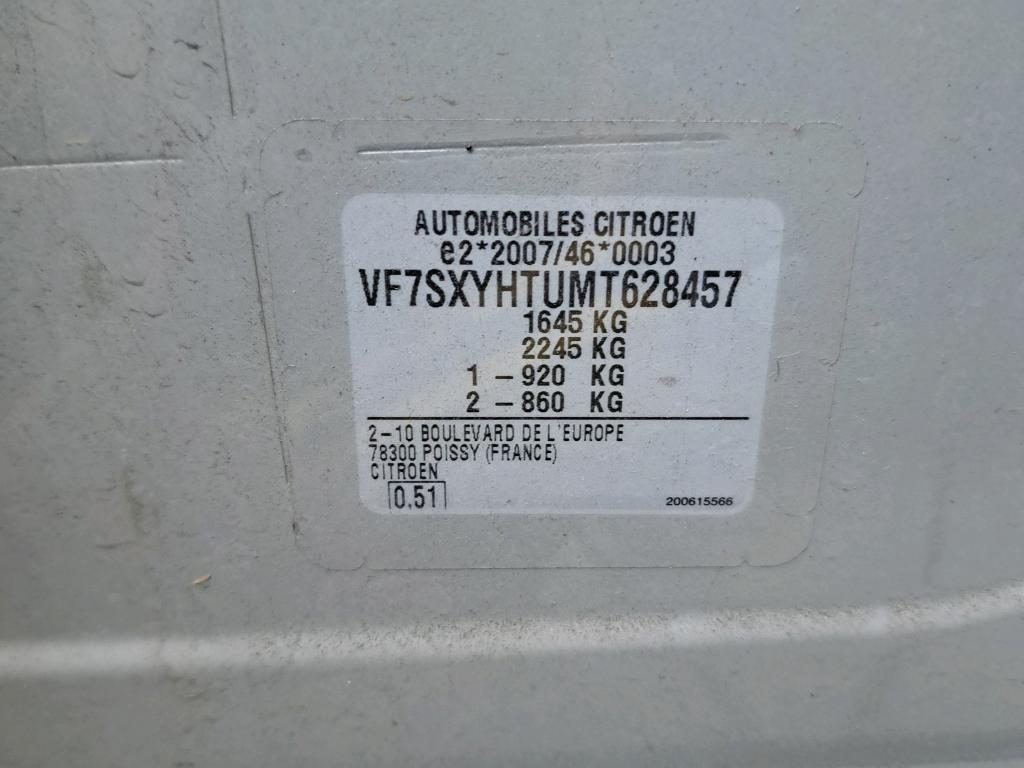 AUTOMOBILES CITROEN
e2*2007/46*0003
VF7SXYHTUMT628457
1645 KG
2245 KG
1 – 920 KG
2 – 860 KG
2–10 BOULEVARD DE L'EUROPE
78300 POISSY (FRANCE)
CITROEN
0.51
200615566